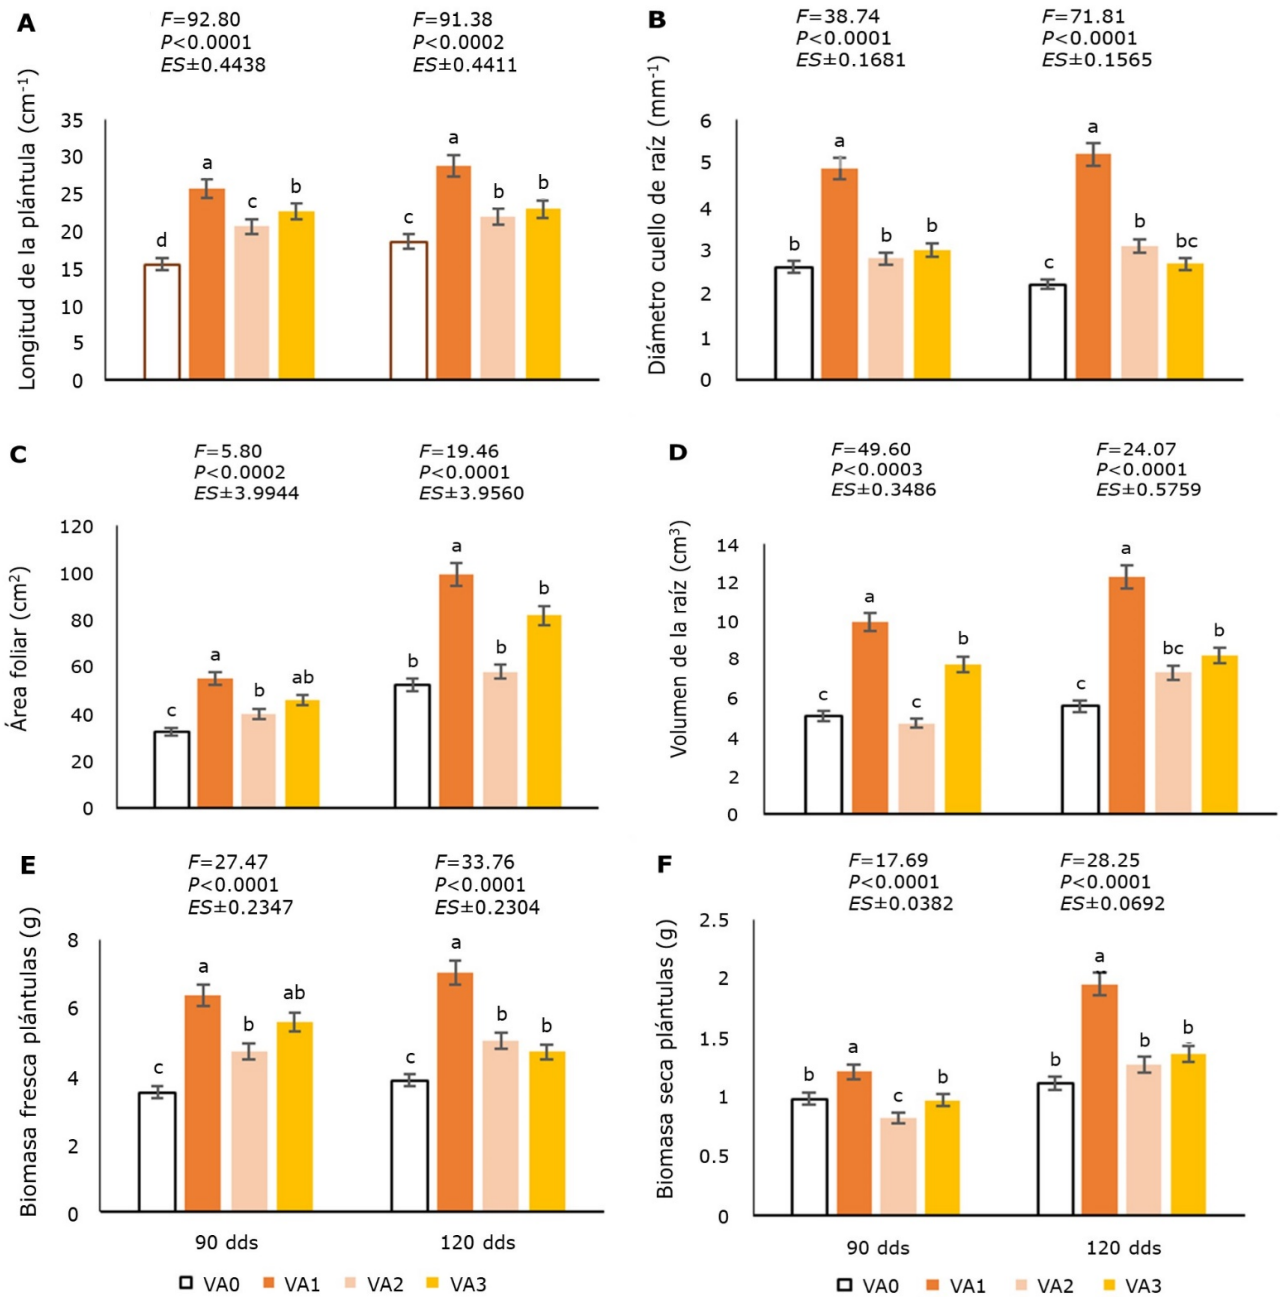 A
F=92.80
P<0.0001
ES±0.4438
F=91.38
P<0.0002
ES±0.4411
Longitud de la plántula (cm⁻¹)
35
30
25
20
15
10
5
0
d
a
c
b
c
a
b
b
B
F=38.74
P<0.0001
ES±0.1681
F=71.81
P<0.0001
ES±0.1565
Diámetro cuello de raíz (mm⁻¹)
6
5
4
3
2
1
0
b
a
b
b
c
a
b
bc
C
F=5.80
P<0.0002
ES±3.9944
F=19.46
P<0.0001
ES±3.9560
Área foliar (cm²)
120
100
80
60
40
20
0
c
a
b
ab
b
a
b
b
D
F=49.60
P<0.0003
ES±0.3486
F=24.07
P<0.0001
ES±0.5759
Volumen de la raíz (cm³)
14
12
10
8
6
4
2
0
c
a
c
b
c
a
bc
b
E
F=27.47
P<0.0001
ES±0.2347
F=33.76
P<0.0001
ES±0.2304
Biomasa fresca plántulas (g)
8
6
4
2
0
c
a
b
ab
c
a
b
b
90 dds
120 dds
VA0 VA1 VA2 VA3
F
F=17.69
P<0.0001
ES±0.0382
F=28.25
P<0.0001
ES±0.0692
Biomasa seca plántulas (g)
2.5
2
1.5
1
0.5
0
b
a
c
b
b
a
b
b
90 dds
120 dds
VA0 VA1 VA2 VA3